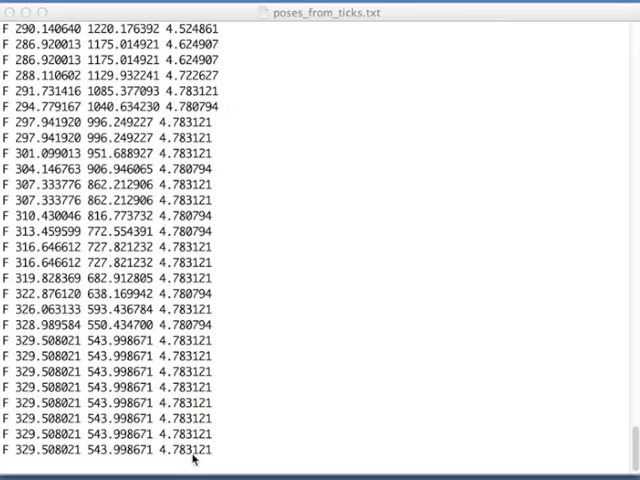 poses_from_ticks.txt
F 290.140640 1220.176392 4.524861
F 286.920013 1175.014921 4.624907
F 286.920013 1175.014921 4.624907
F 288.110602 1129.932241 4.722627
F 291.731416 1085.377093 4.783121
F 294.779167 1040.634230 4.780794
F 297.941920 996.249227 4.783121
F 297.941920 996.249227 4.783121
F 301.099013 951.688927 4.783121
F 304.146763 906.946065 4.780794
F 307.333776 862.212906 4.783121
F 307.333776 862.212906 4.783121
F 310.430046 816.773732 4.780794
F 313.459599 772.554391 4.780794
F 316.646612 727.821232 4.783121
F 316.646612 727.821232 4.783121
F 319.828369 682.912805 4.783121
F 322.876120 638.169942 4.780794
F 326.063133 593.436784 4.783121
F 328.989584 550.434700 4.780794
F 329.508021 543.998671 4.783121
F 329.508021 543.998671 4.783121
F 329.508021 543.998671 4.783121
F 329.508021 543.998671 4.783121
F 329.508021 543.998671 4.783121
F 329.508021 543.998671 4.783121
F 329.508021 543.998671 4.783121
F 329.508021 543.998671 4.783121